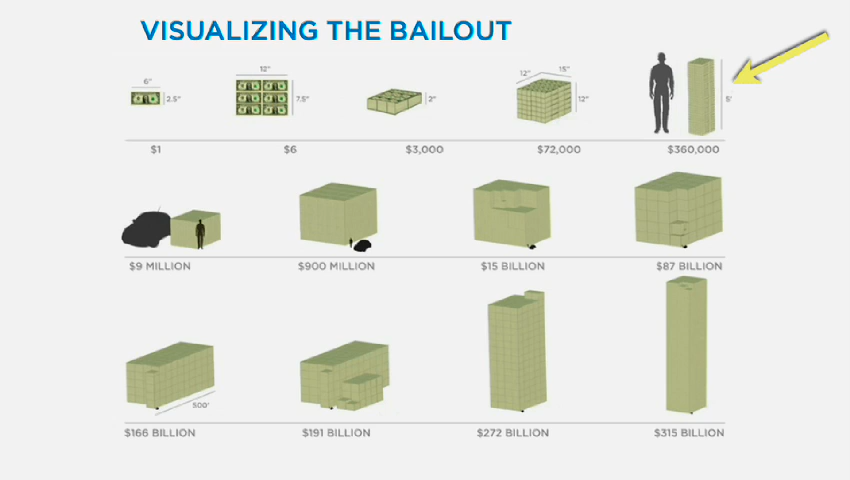 VISUALIZING THE BAILOUT
6"
2.5"
12"
7.5"
2"
12"
15"
12"
5'
$1
$6
$3,000
$72,000
$360,000
$9 MILLION
$900 MILLION
$15 BILLION
$87 BILLION
500'
$166 BILLION
$191 BILLION
$272 BILLION
$315 BILLION